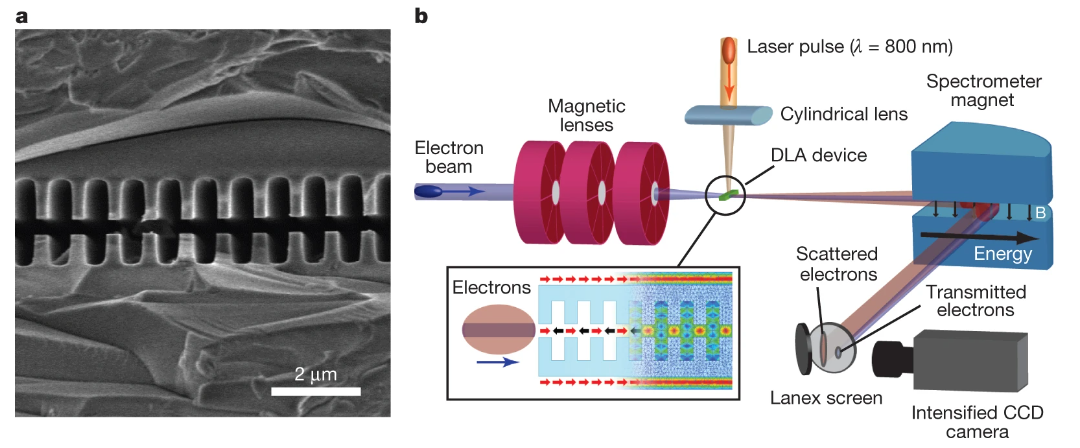 a
2 μm
b
Laser pulse (λ = 800 nm)
Cylindrical lens
Magnetic
lenses
Electron
beam
DLA device
Spectrometer
magnet
B
Energy
Electrons
Scattered
electrons
Transmitted
electrons
Lanex screen
Intensified CCD
camera